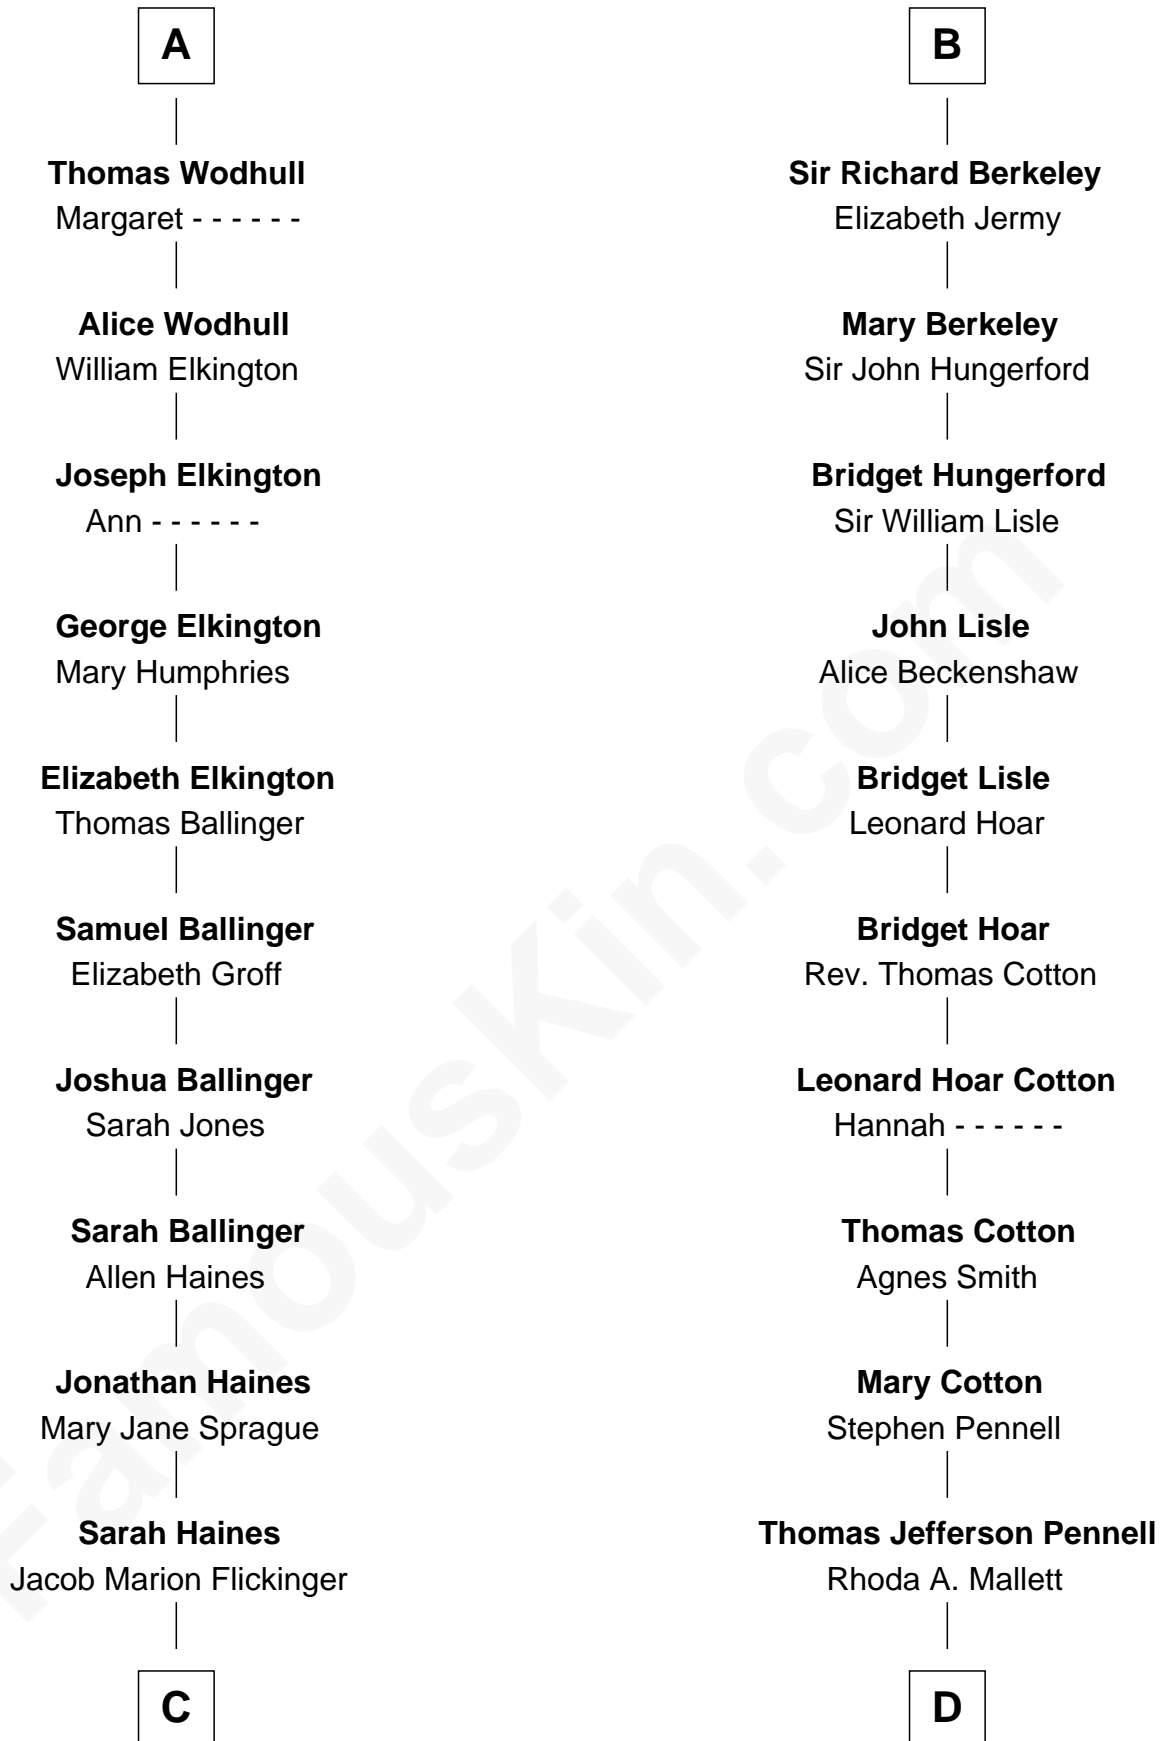 A
Thomas Wodhull
Margaret - - - - - -
Alice Wodhull
William Elkington
Joseph Elkington
Ann - - - - - -
George Elkington
Mary Humphries
Elizabeth Elkington
Thomas Ballinger
Samuel Ballinger
Elizabeth Groff
Joshua Ballinger
Sarah Jones
Sarah Ballinger
Allen Haines
Jonathan Haines
Mary Jane Sprague
Sarah Haines
Jacob Marion Flickinger
C
B
Sir Richard Berkeley
Elizabeth Jermy
Mary Berkeley
Sir John Hungerford
Bridget Hungerford
Sir William Lisle
John Lisle
Alice Beckenshaw
Bridget Lisle
Leonard Hoar
Bridget Hoar
Rev. Thomas Cotton
Leonard Hoar Cotton
Hannah - - - - - -
Thomas Cotton
Agnes Smith
Mary Cotton
Stephen Pennell
Thomas Jefferson Pennell
Rhoda A. Mallett
D
FamousKin.com